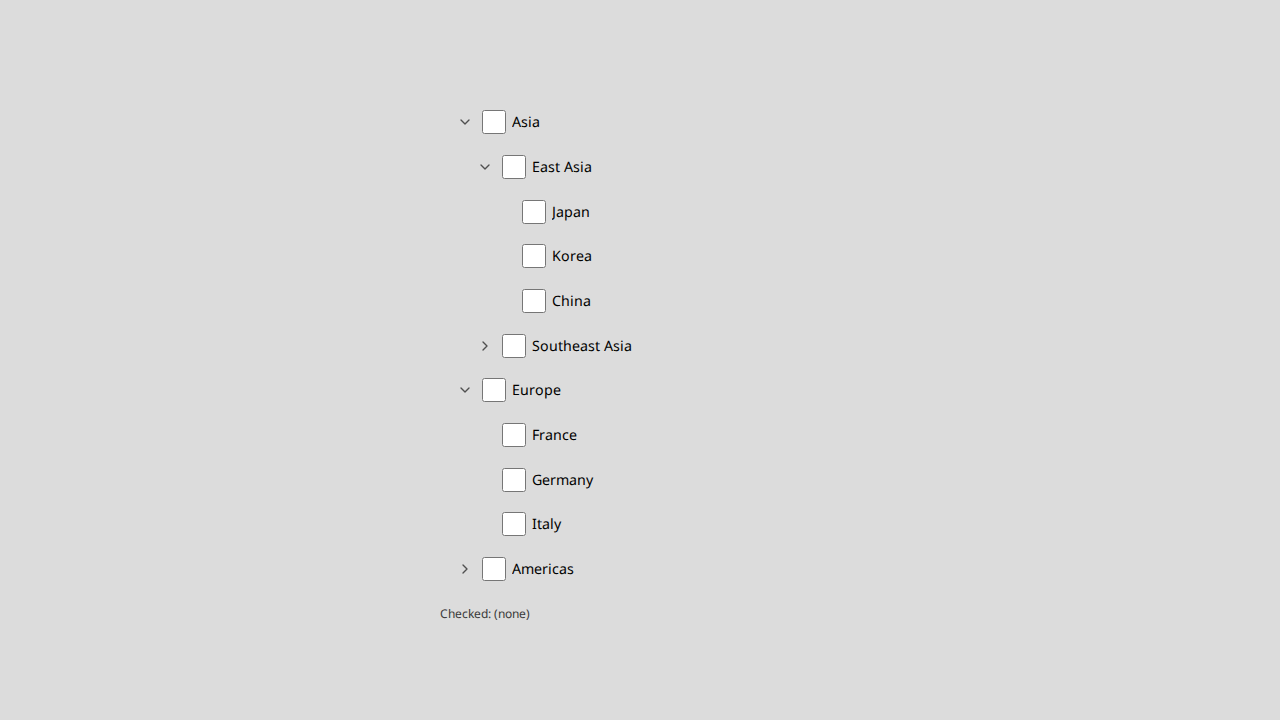 Asia
East Asia
Japan
Korea
China
Southeast Asia
Europe
France
Germany
Italy
Americas
Checked: (none)